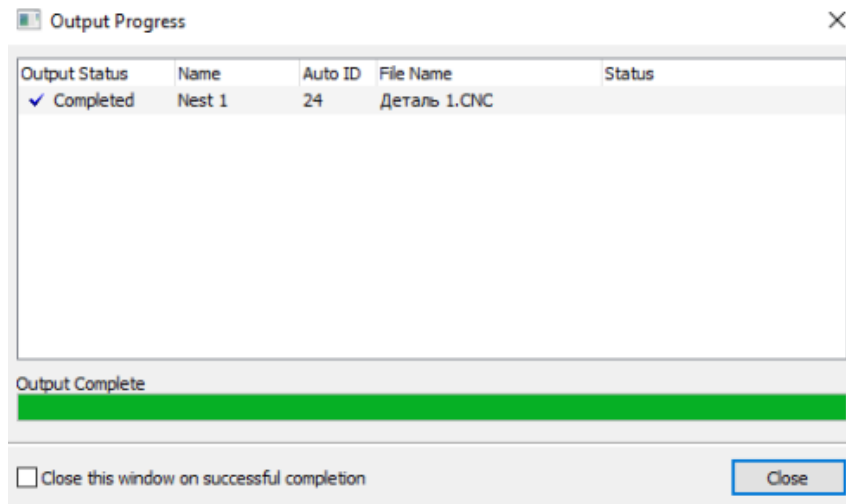 Output Progress
Output Status Name Auto ID File Name Status
Completed Nest 1 24 Деталь 1.CNC
Output Complete
Close this window on successful completion
Close